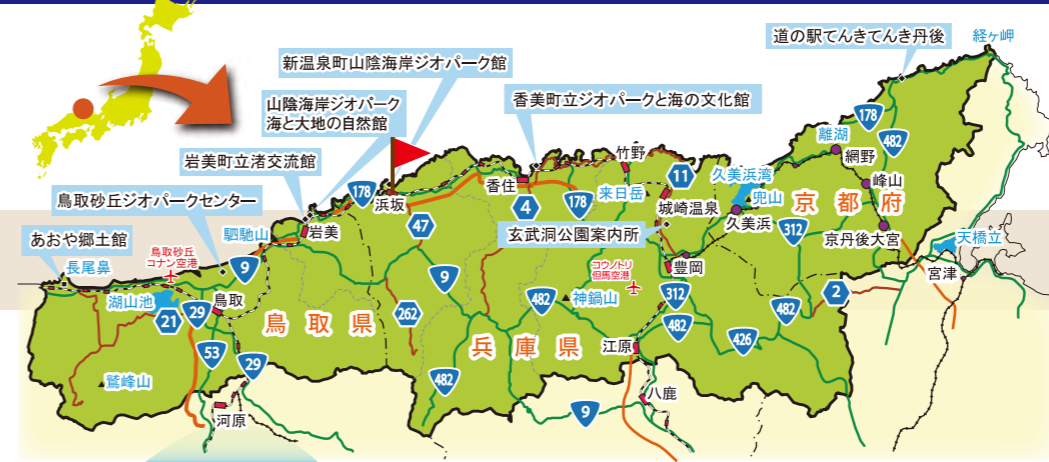 道の駅てんきてんき丹後
経ヶ岬
新温泉町山陰海岸ジオパーク館
山陰海岸ジオパーク
海と大地の自然館
香美町立ジオパークと海の文化館
岩美町立渚交流館
鳥取砂丘ジオパークセンター
あおや郷土館
長尾鼻
鳥取砂丘
コナン空港
駟馳山
岩美
178
浜坂
47
香住
4
178
竹野
来日岳
11
城崎温泉
玄武洞公園案内所
久美浜湾
兜山
久美浜
離湖
網野
178
482
峰山
京都府
312
京丹後大宮
天橋立
宮津
湖山池
鳥取
9
21
29
53
29
鷲峰山
河原
鳥取県
262
9
482
神鍋山
コウノトリ
但馬空港
豊岡
312
482
426
482
2
兵庫県
482
江原
八鹿
9